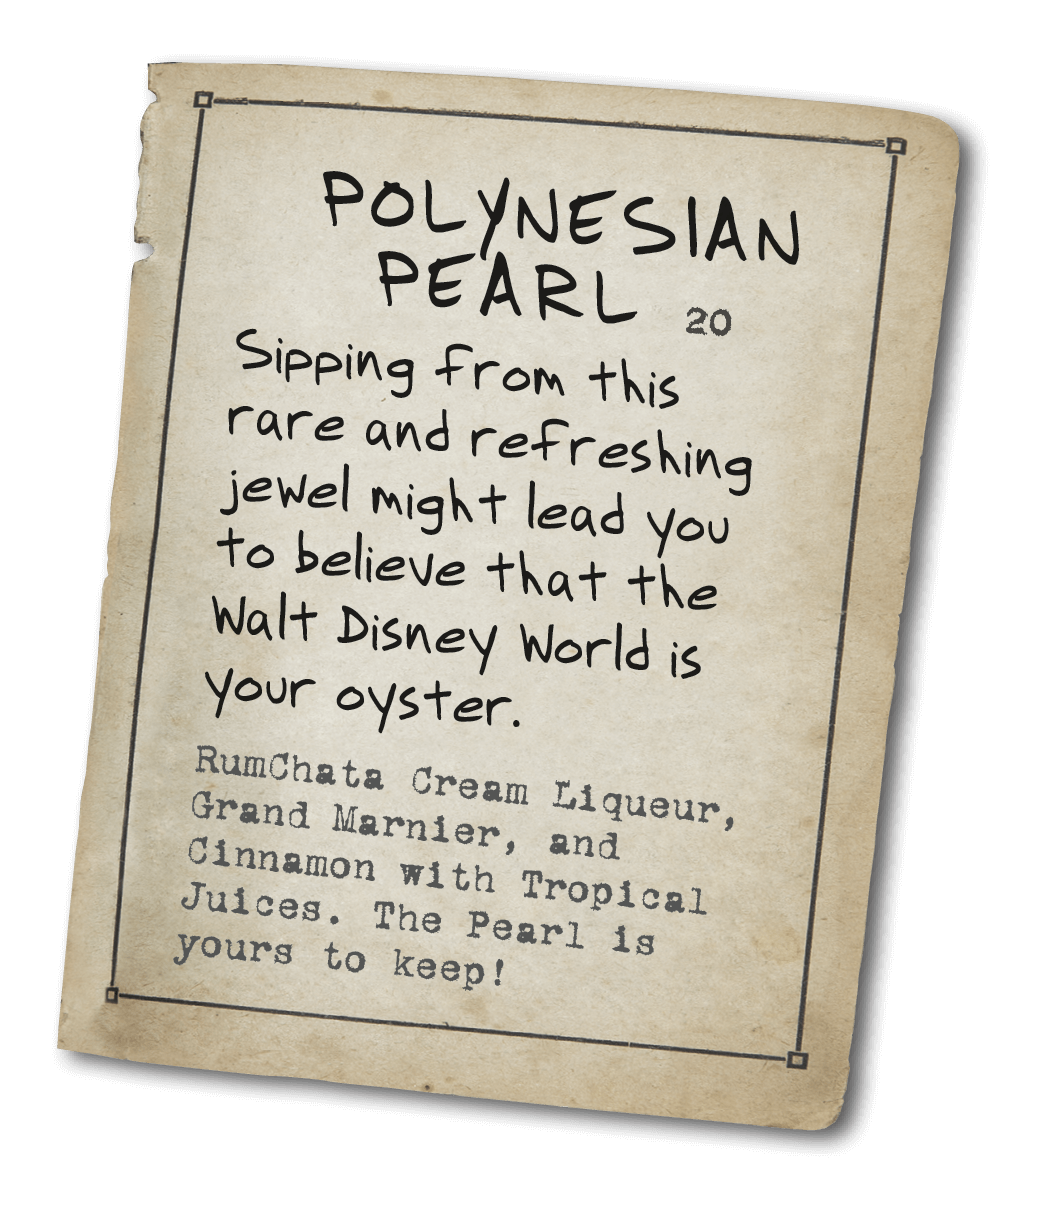 POLYNESIAN
PEARL 20
Sipping from this
rare and refreshing
jewel might lead you
to believe that the
Walt Disney World is
your oyster.
RumChata Cream Liqueur,
Grand Marnier, and
Cinnamon with Tropical
Juices. The Pearl is
yours to keep!